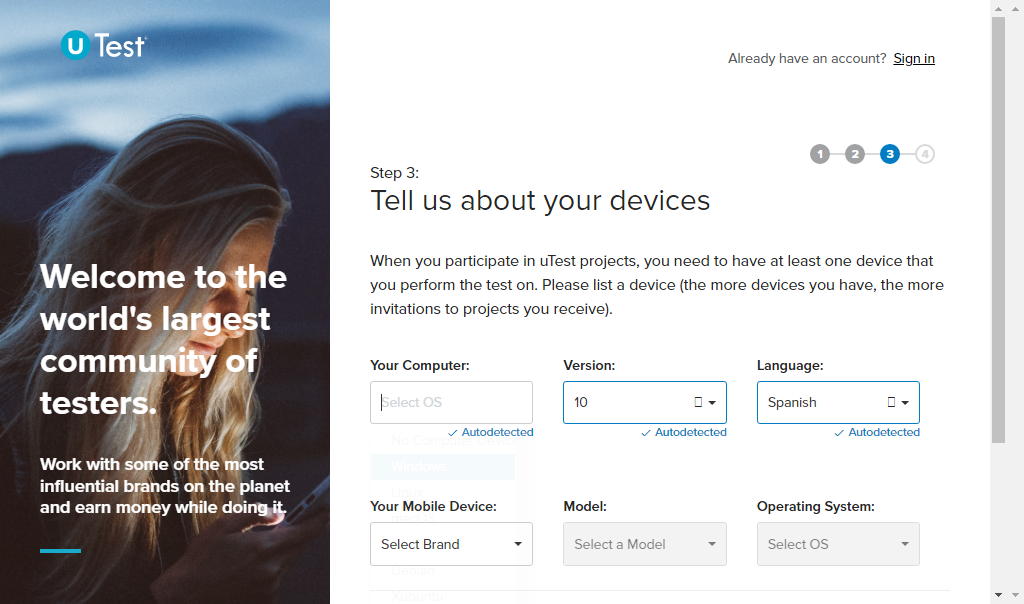 U Test
Already have an account? Sign in
1 2 3 4
Step 3:
Tell us about your devices
When you participate in uTest projects, you need to have at least one device that
you perform the test on. Please list a device (the more devices you have, the more
invitations to projects you receive).
Welcome to the
world's largest
community of
testers.
Work with some of the most
influential brands on the planet
and earn money while doing it.
Your Computer: Version: Language:
Select OS 10 Spanish
Autodetected Autodetected Autodetected
Windows
Your Mobile Device: Model: Operating System:
Select Brand Select a Model Select OS
Debian
Xubuntu